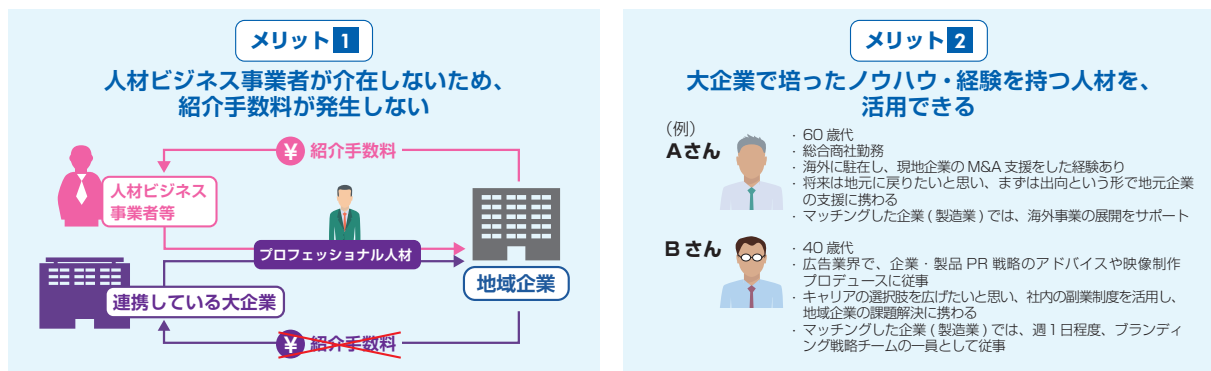 メリット1
人材ビジネス事業者が介在しないため、
紹介手数料が発生しない
¥ 紹介手数料
人材ビジネス
事業者等
プロフェッショナル人材
地域企業
連携している大企業
¥ 紹介手数料
メリット2
大企業で培ったノウハウ・経験を持つ人材を、
活用できる
（例）
Aさん
・60歳代
・総合商社勤務
・海外に駐在し、現地企業のM&A支援をした経験あり
・将来は地元に戻りたいと思い、まずは出向という形で地元企業
の支援に携わる
・マッチングした企業(製造業)では、海外事業の展開をサポート
Bさん
・40歳代
・広告業界で、企業・製品PR戦略のアドバイスや映像制作
プロデュースに従事
・キャリアの選択肢を広げたいと思い、社内の副業制度を活用し、
地域企業の課題解決に携わる
・マッチングした企業(製造業)では、週1日程度、ブランディ
ング戦略チームの一員として従事